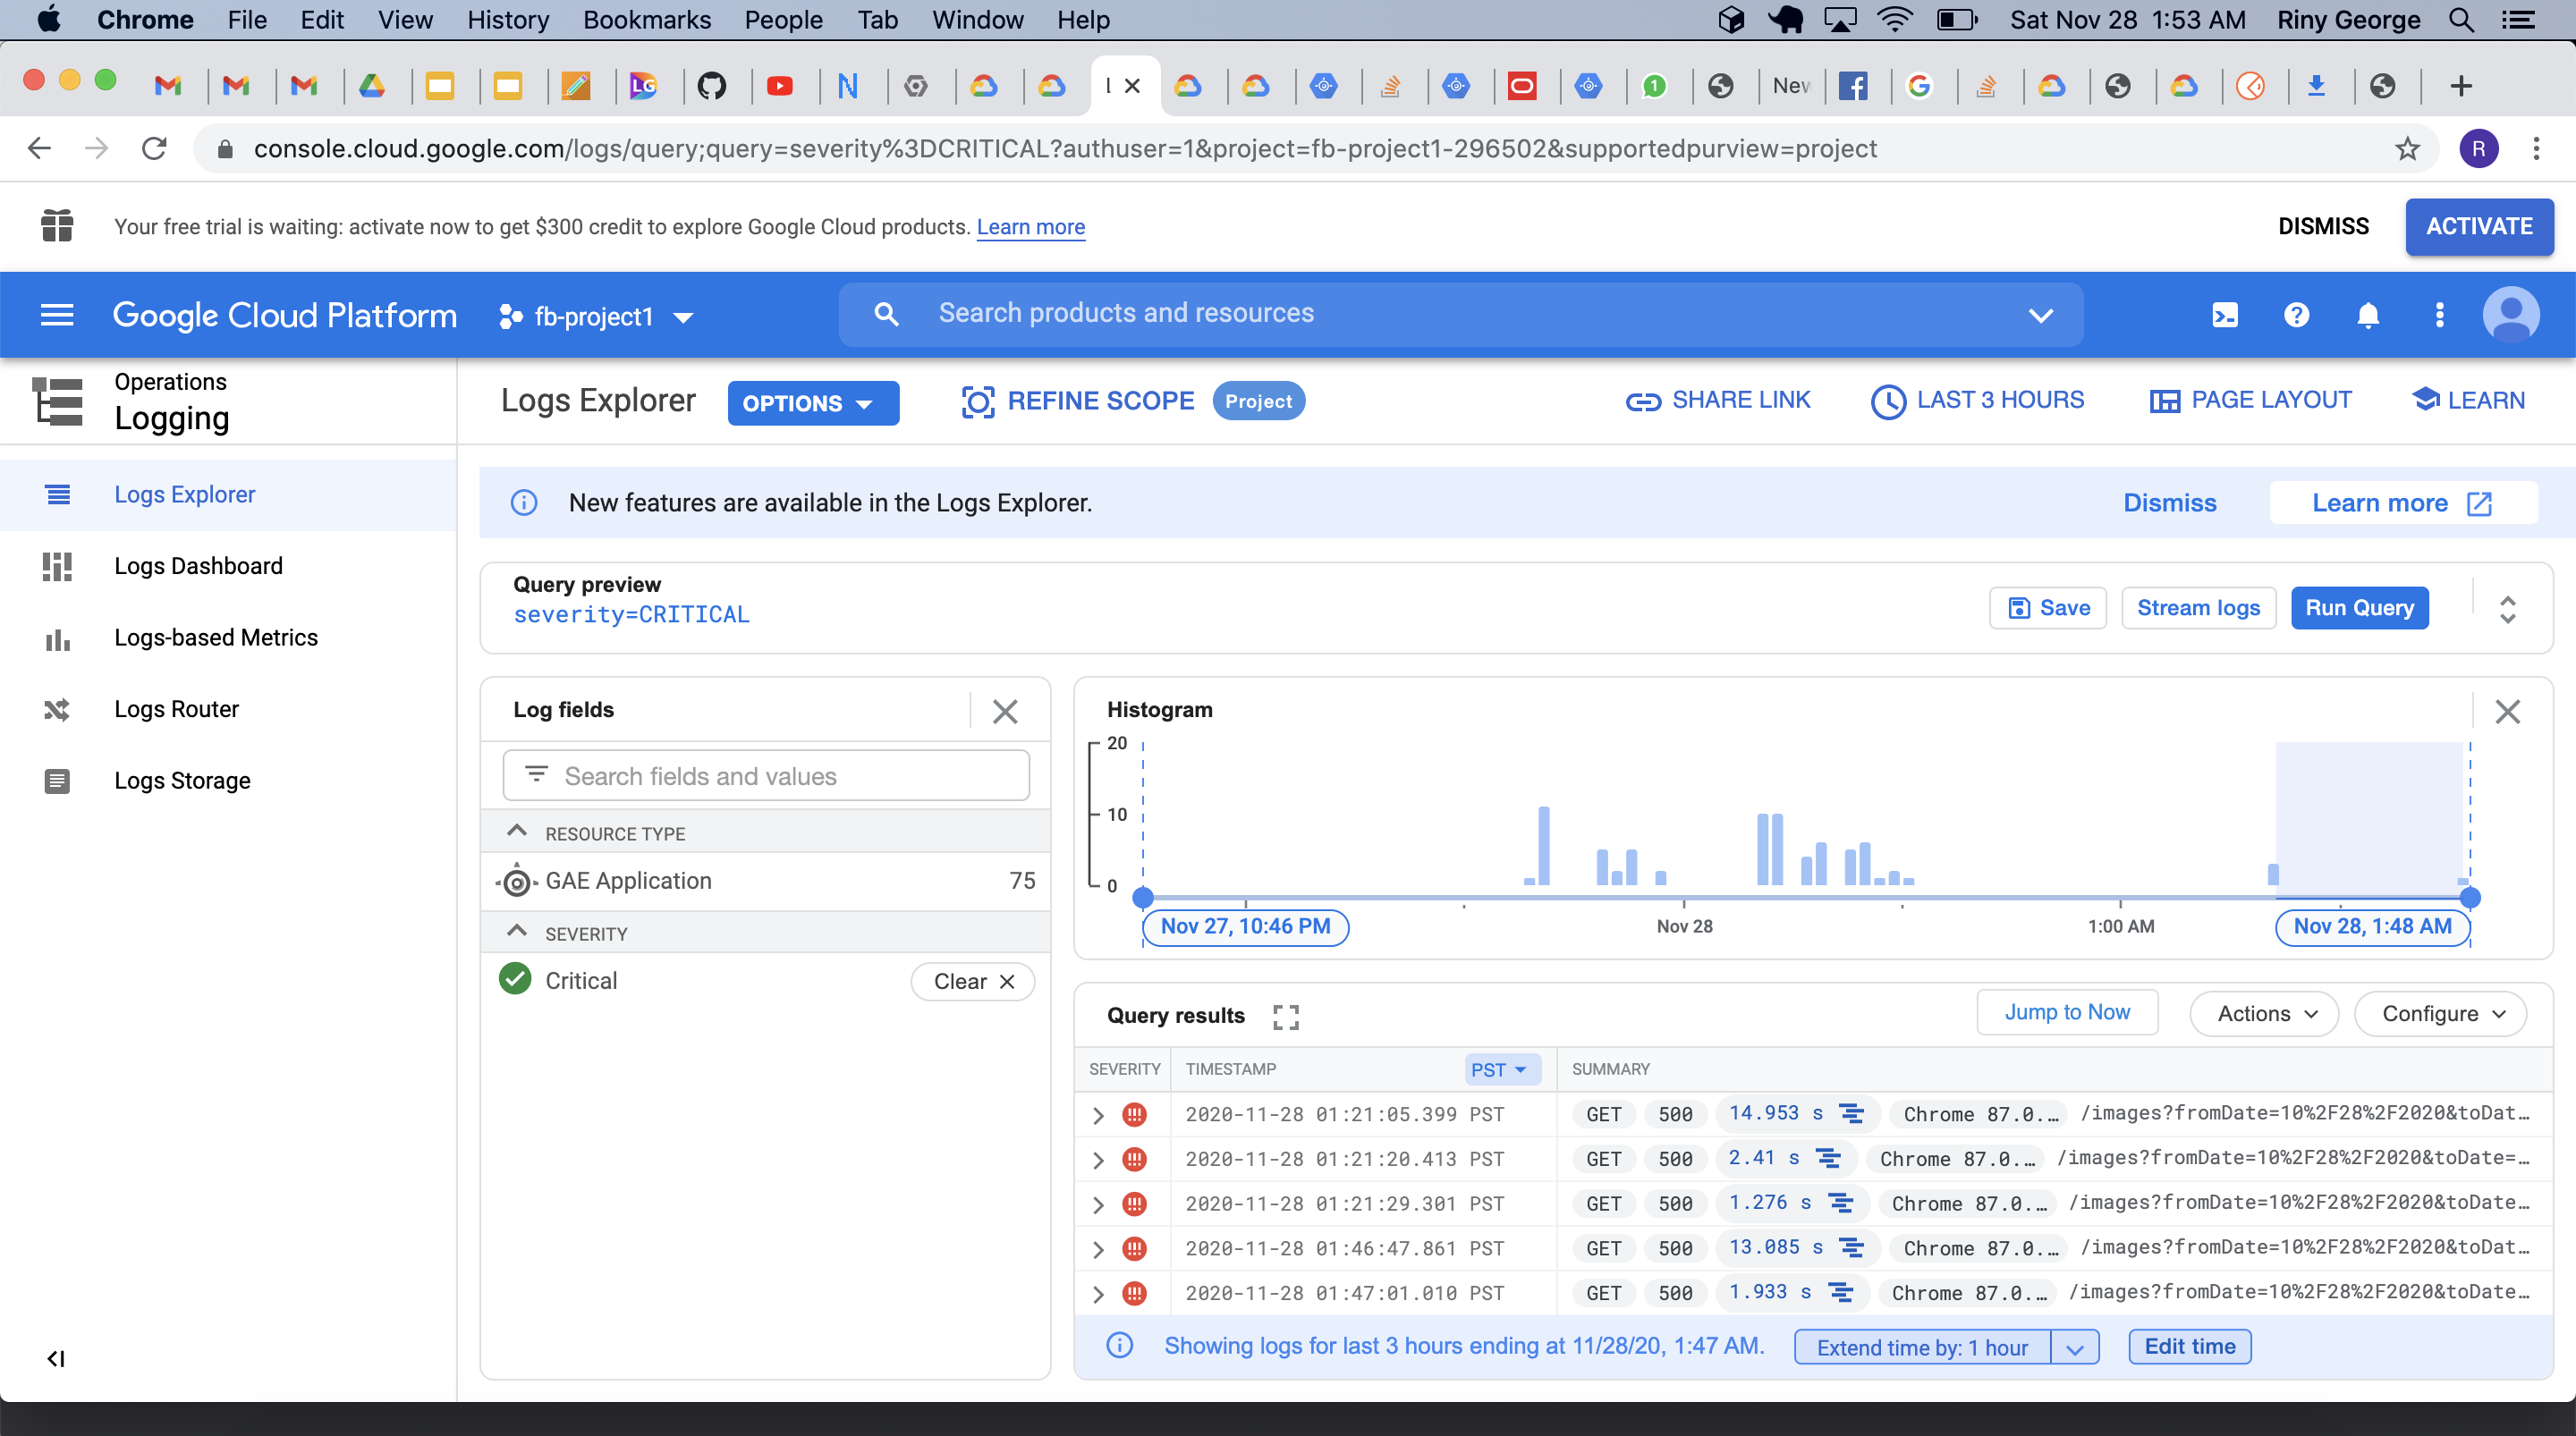 Chrome File Edit View History Bookmarks People Tab Window Help Sat Nov 28 1:53 AM Riny George
LG N 1 New G
console.cloud.google.com/logs/query;query=severity%3DCRITICAL?authuser=1&project=fb-project1-296502&supportedpurview=project R
Your free trial is waiting: activate now to get $300 credit to explore Google Cloud products. Learn more DISMISS ACTIVATE
Google Cloud Platform fb-project1 Search products and resources
Operations
Logging
Logs Explorer OPTIONS REFINE SCOPE Project SHARE LINK LAST 3 HOURS PAGE LAYOUT LEARN
Logs Explorer
Logs Dashboard
Logs-based Metrics
Logs Router
Logs Storage
New features are available in the Logs Explorer. Dismiss Learn more
Query preview
severity=CRITICAL
Save Stream logs Run Query
Log fields
Search fields and values
RESOURCE TYPE
GAE Application 75
SEVERITY
Critical Clear
Histogram
20
10
0
Nov 27, 10:46 PM Nov 28 1:00 AM Nov 28, 1:48 AM
Query results Jump to Now Actions Configure
SEVERITY TIMESTAMP PST SUMMARY
2020-11-28 01:21:05.399 PST GET 500 14.953 s Chrome 87.0.… /images?fromDate=10%2F28%2F2020&toDat…
2020-11-28 01:21:20.413 PST GET 500 2.41 s Chrome 87.0.… /images?fromDate=10%2F28%2F2020&toDate=…
2020-11-28 01:21:29.301 PST GET 500 1.276 s Chrome 87.0.… /images?fromDate=10%2F28%2F2020&toDate…
2020-11-28 01:46:47.861 PST GET 500 13.085 s Chrome 87.0.… /images?fromDate=10%2F28%2F2020&toDat…
2020-11-28 01:47:01.010 PST GET 500 1.933 s Chrome 87.0.… /images?fromDate=10%2F28%2F2020&toDate…
Showing logs for last 3 hours ending at 11/28/20, 1:47 AM. Extend time by: 1 hour Edit time